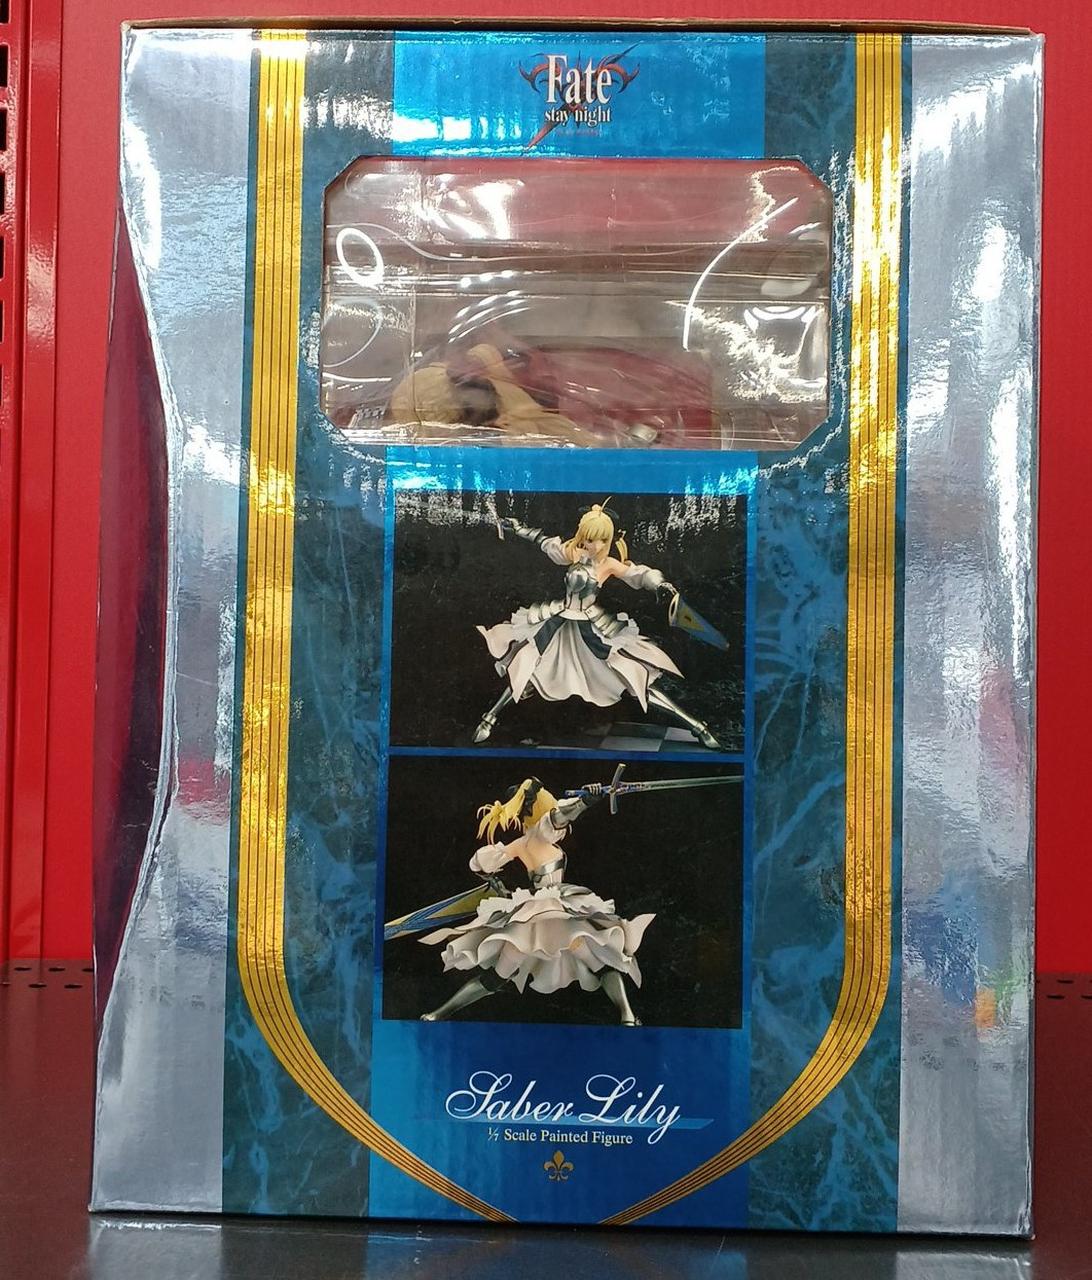 Fate
stay night
Saber Lily
1/7 Scale Painted Figure